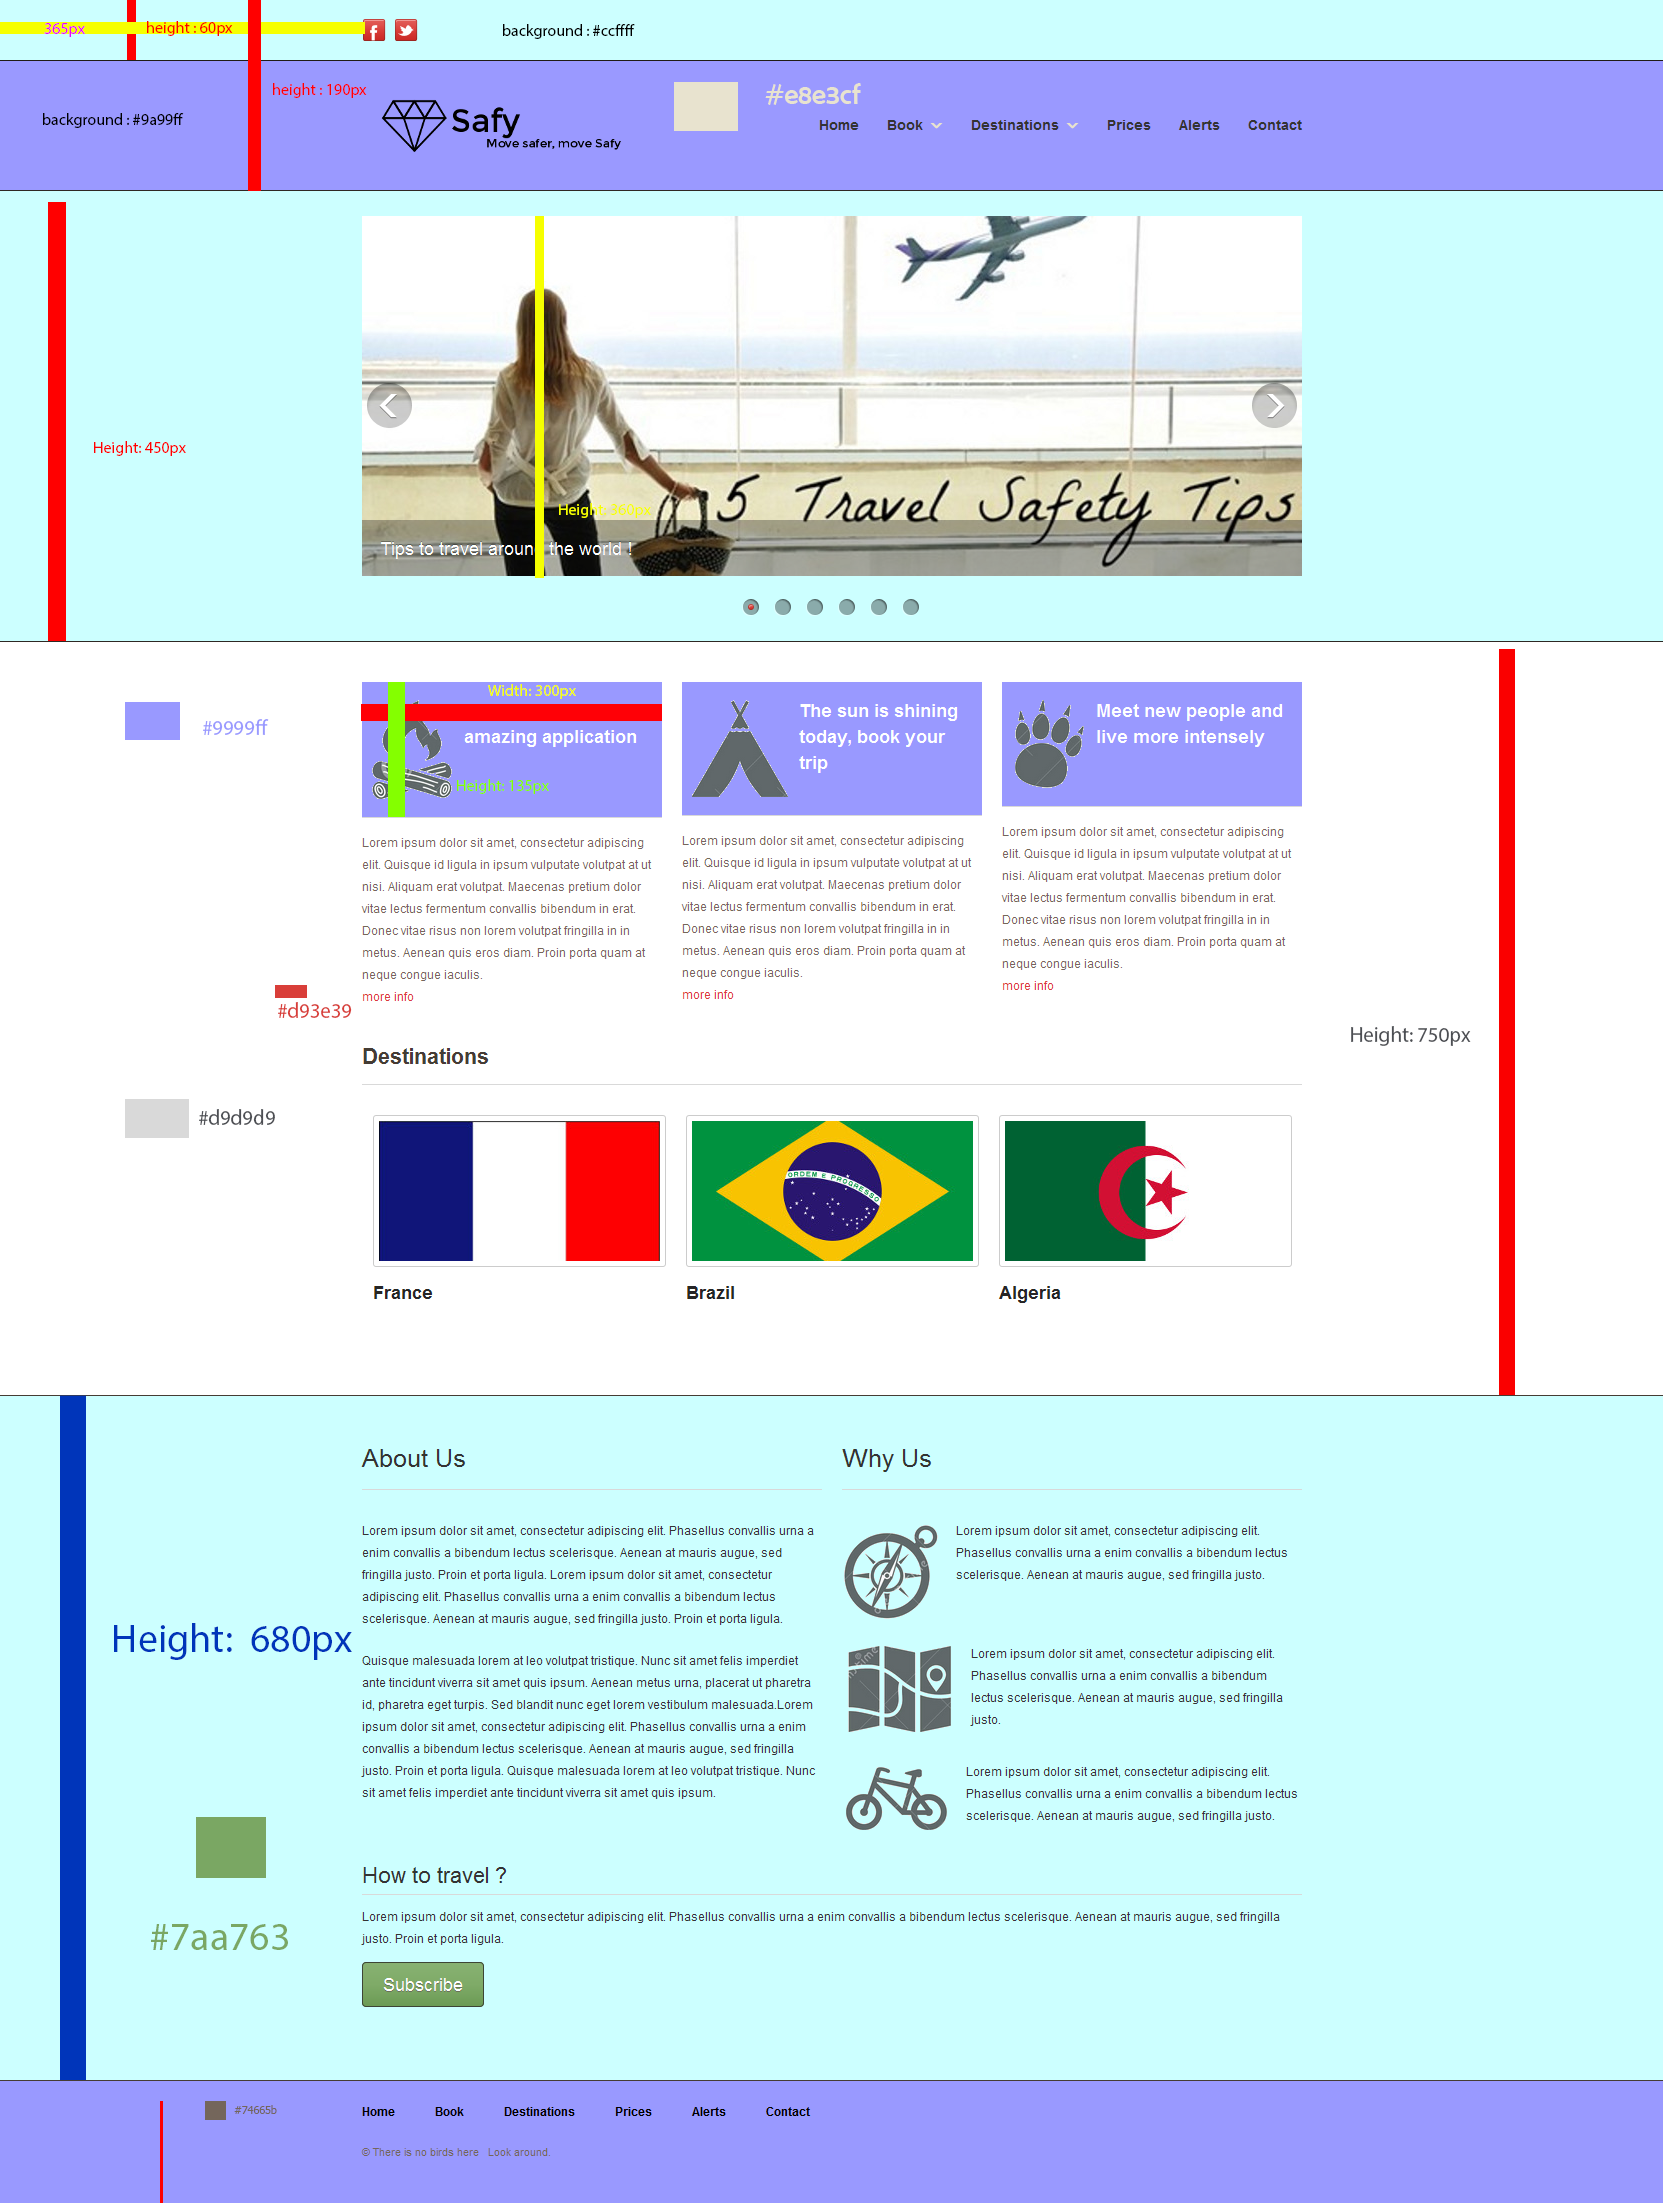 365px
height : 60px
background : #ccffff
height : 190px
background : #9a99ff
Safy
Move safer, move Safy
#e8e3cf
Home Book Destinations Prices Alerts Contact
Height: 450px
5 Travel Safety Tips
Height: 360px
Tips to travel around the world !
#9999ff
Width: 300px
amazing application
Height: 135px
The sun is shining
today, book your
trip
Meet new people and
live more intensely
Lorem ipsum dolor sit amet, consectetur adipiscing
elit. Quisque id ligula in ipsum vulputate volutpat at ut
nisi. Aliquam erat volutpat. Maecenas pretium dolor
vitae lectus fermentum convallis bibendum in erat.
Donec vitae risus non lorem volutpat fringilla in in
metus. Aenean quis eros diam. Proin porta quam at
neque congue iaculis.
more info
Lorem ipsum dolor sit amet, consectetur adipiscing
elit. Quisque id ligula in ipsum vulputate volutpat at ut
nisi. Aliquam erat volutpat. Maecenas pretium dolor
vitae lectus fermentum convallis bibendum in erat.
Donec vitae risus non lorem volutpat fringilla in in
metus. Aenean quis eros diam. Proin porta quam at
neque congue iaculis.
more info
Lorem ipsum dolor sit amet, consectetur adipiscing
elit. Quisque id ligula in ipsum vulputate volutpat at ut
nisi. Aliquam erat volutpat. Maecenas pretium dolor
vitae lectus fermentum convallis bibendum in erat.
Donec vitae risus non lorem volutpat fringilla in in
metus. Aenean quis eros diam. Proin porta quam at
neque congue iaculis.
more info
#d93e39
Height: 750px
Destinations
#d9d9d9
ORDEM E PROGRESSO
France
Brazil
Algeria
About Us
Lorem ipsum dolor sit amet, consectetur adipiscing elit. Phasellus convallis urna a
enim convallis a bibendum lectus scelerisque. Aenean at mauris augue, sed
fringilla justo. Proin et porta ligula. Lorem ipsum dolor sit amet, consectetur
adipiscing elit. Phasellus convallis urna a enim convallis a bibendum lectus
scelerisque. Aenean at mauris augue, sed fringilla justo. Proin et porta ligula.
Quisque malesuada lorem at leo volutpat tristique. Nunc sit amet felis imperdiet
ante tincidunt viverra sit amet quis ipsum. Aenean metus urna, placerat ut pharetra
id, pharetra eget turpis. Sed blandit nunc eget lorem vestibulum malesuada.Lorem
ipsum dolor sit amet, consectetur adipiscing elit. Phasellus convallis urna a enim
convallis a bibendum lectus scelerisque. Aenean at mauris augue, sed fringilla
justo. Proin et porta ligula. Quisque malesuada lorem at leo volutpat tristique. Nunc
sit amet felis imperdiet ante tincidunt viverra sit amet quis ipsum.
Why Us
Lorem ipsum dolor sit amet, consectetur adipiscing elit.
Phasellus convallis urna a enim convallis a bibendum lectus
scelerisque. Aenean at mauris augue, sed fringilla justo.
Lorem ipsum dolor sit amet, consectetur adipiscing elit.
Phasellus convallis urna a enim convallis a bibendum
lectus scelerisque. Aenean at mauris augue, sed fringilla
justo.
Lorem ipsum dolor sit amet, consectetur adipiscing elit.
Phasellus convallis urna a enim convallis a bibendum lectus
scelerisque. Aenean at mauris augue, sed fringilla justo.
Height: 680px
#7aa763
How to travel ?
Lorem ipsum dolor sit amet, consectetur adipiscing elit. Phasellus convallis urna a enim convallis a bibendum lectus scelerisque. Aenean at mauris augue, sed fringilla
justo. Proin et porta ligula.
Subscribe
#74665b
Home Book Destinations Prices Alerts Contact
© There is no birds here Look around.